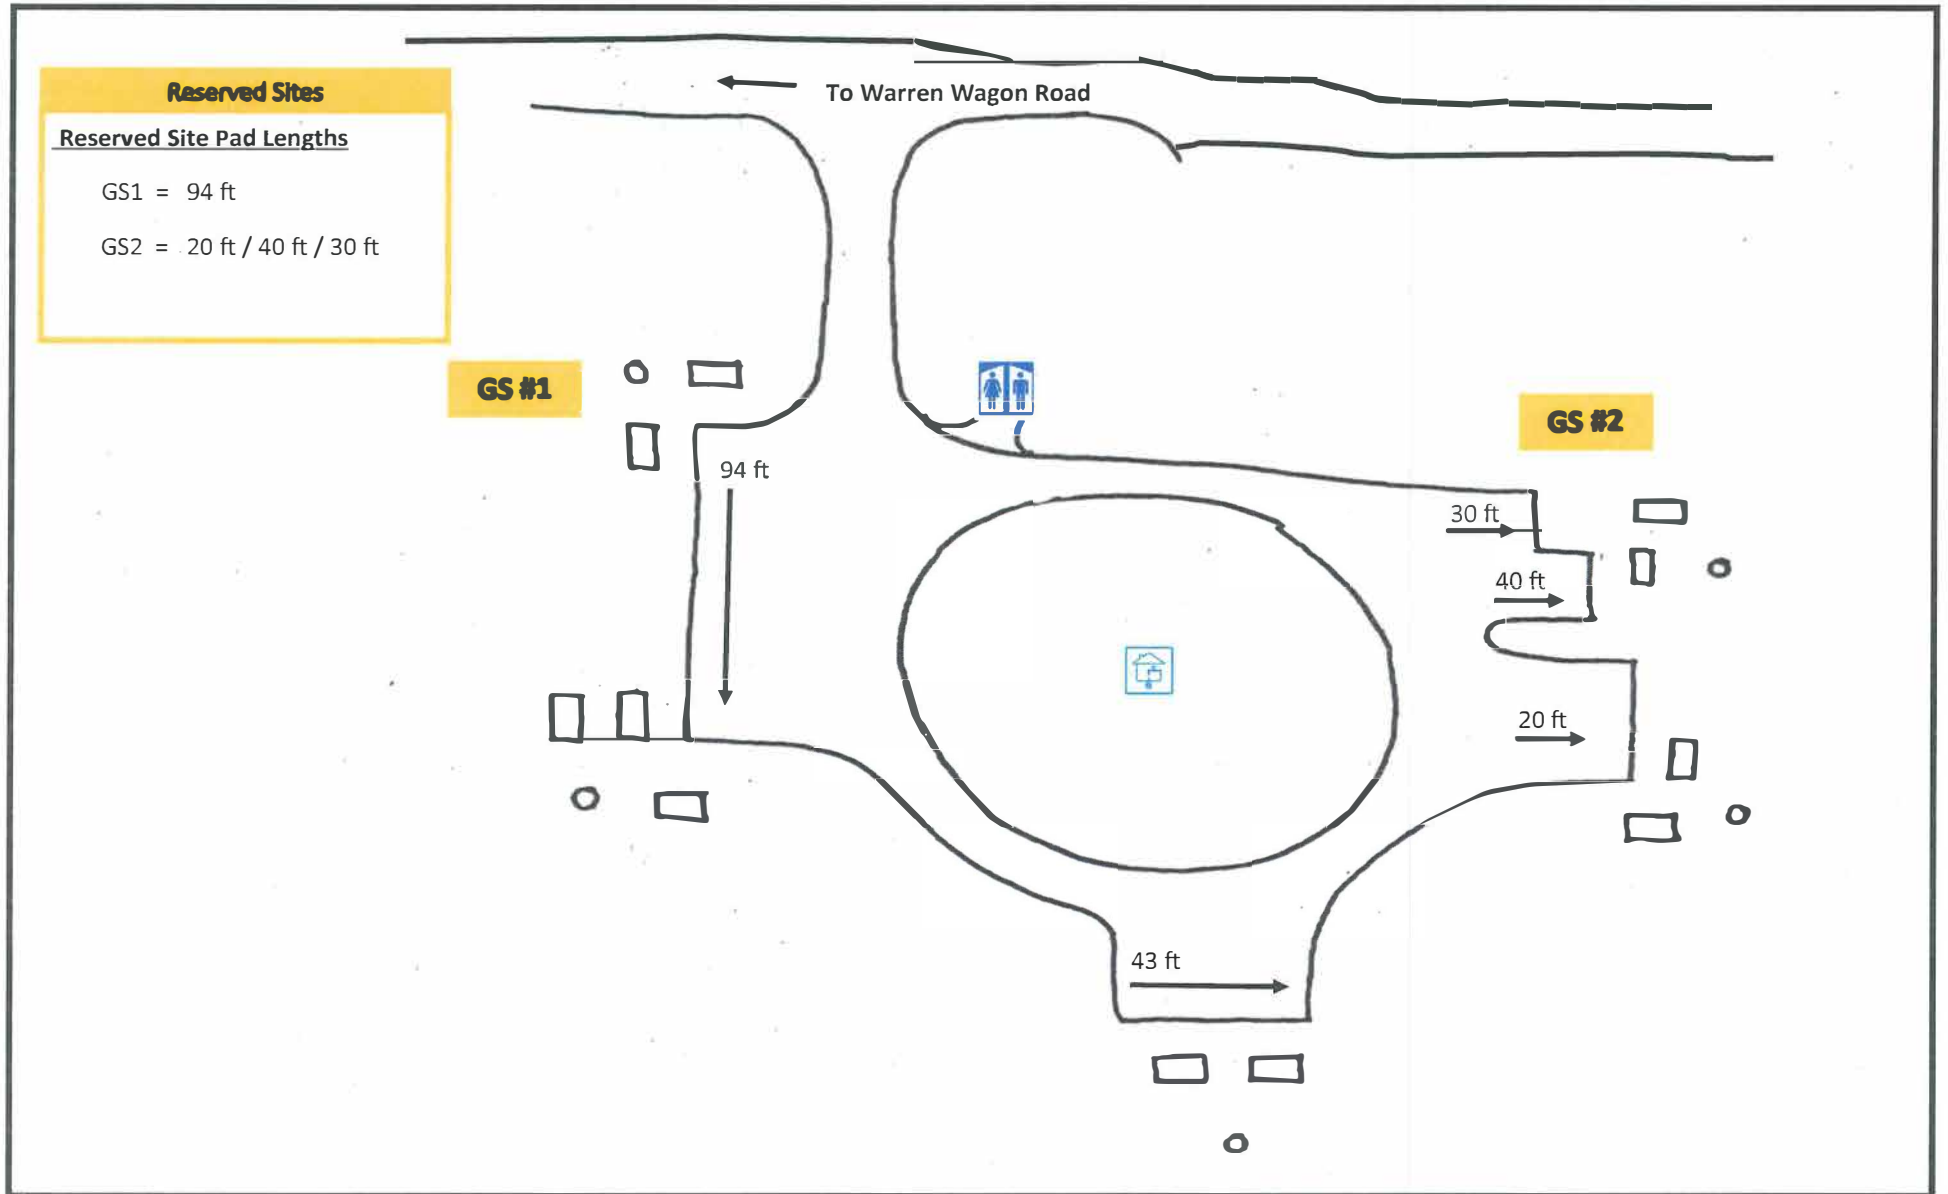 Reserved Sites
Reserved Site Pad Lengths
GS1 = 94 ft
GS2 = 20 ft / 40 ft / 30 ft
To Warren Wagon Road
GS #1
GS #2
94 ft
30 ft
40 ft
20 ft
43 ft